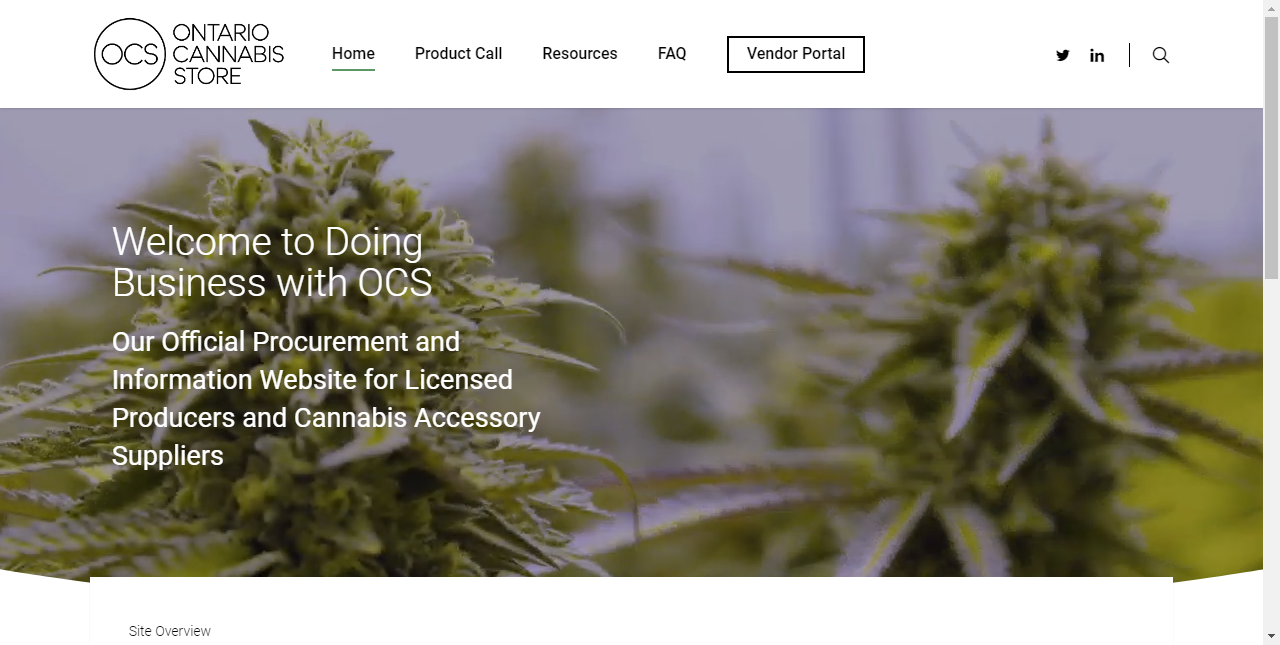 OCS
ONTARIO
CANNABIS
STORE
Home
Product Call
Resources
FAQ
Vendor Portal
Welcome to Doing
Business with OCS
Our Official Procurement and
Information Website for Licensed
Producers and Cannabis Accessory
Suppliers
Site Overview